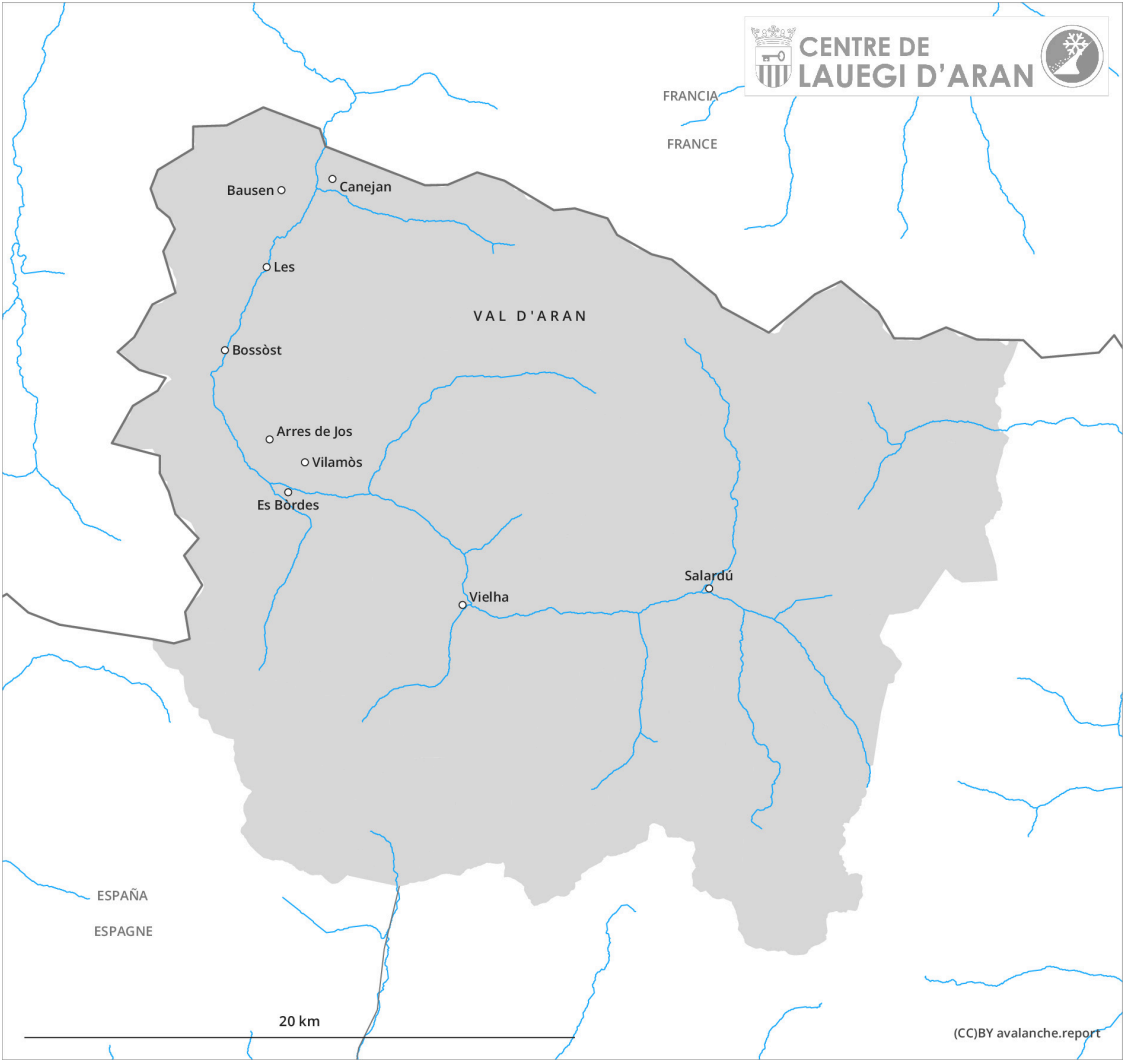 CENTRE DE
LAUEGI D'ARAN
FRANCIA
FRANCE
Bausen
Canejan
Les
VAL D'ARAN
Bossòst
Arres de Jos
Vilamòs
Es Bòrdes
Salardú
Vielha
ESPAÑA
ESPAGNE
20 km
(CC)BY avalanche.report